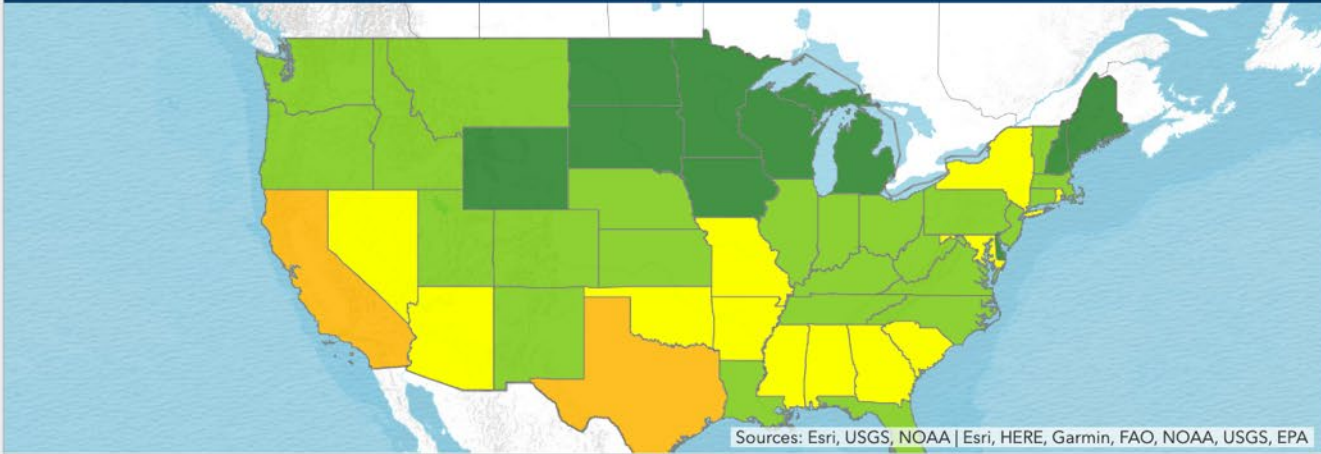 Sources: Esri, USGS, NOAA | Esri, HERE, Garmin, FAO, NOAA, USGS, EPA